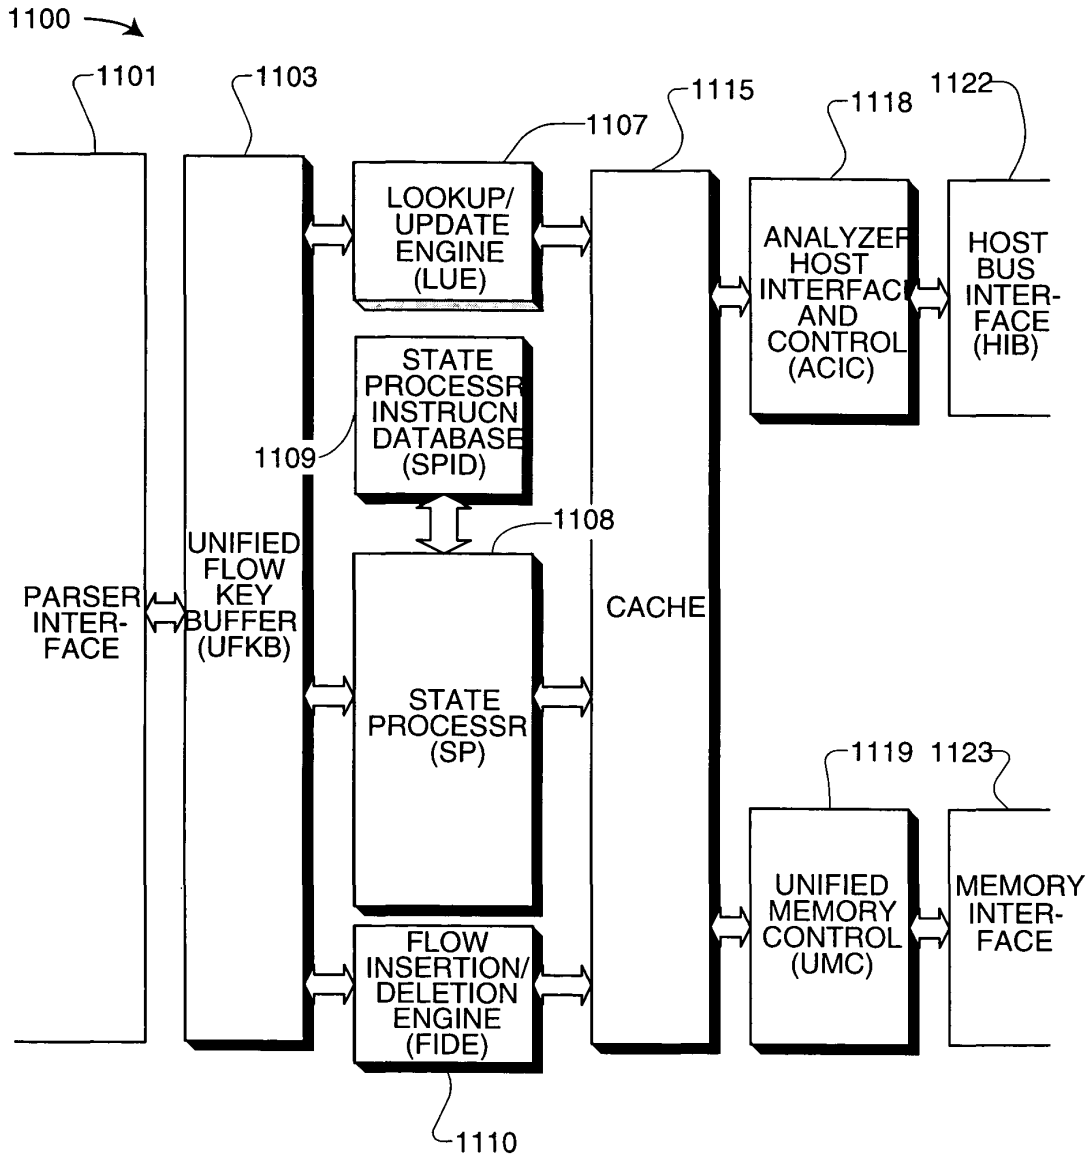 1100
1101
1103
1107
1115
1118
1122
LOOKUP/
UPDATE
ENGINE
(LUE)
ANALYZER
HOST
INTERFACE
AND
CONTROL
(ACIC)
HOST
BUS
INTER-
FACE
(HIB)
STATE
PROCESSR
INSTRUCN
DATABASE
(SPID)
1109
1108
UNIFIED
FLOW
KEY
BUFFER
(UFKB)
PARSER
INTER-
FACE
CACHE
STATE
PROCESSR
(SP)
1119
1123
UNIFIED
MEMORY
CONTROL
(UMC)
MEMORY
INTER-
FACE
FLOW
INSERTION/
DELETION
ENGINE
(FIDE)
1110